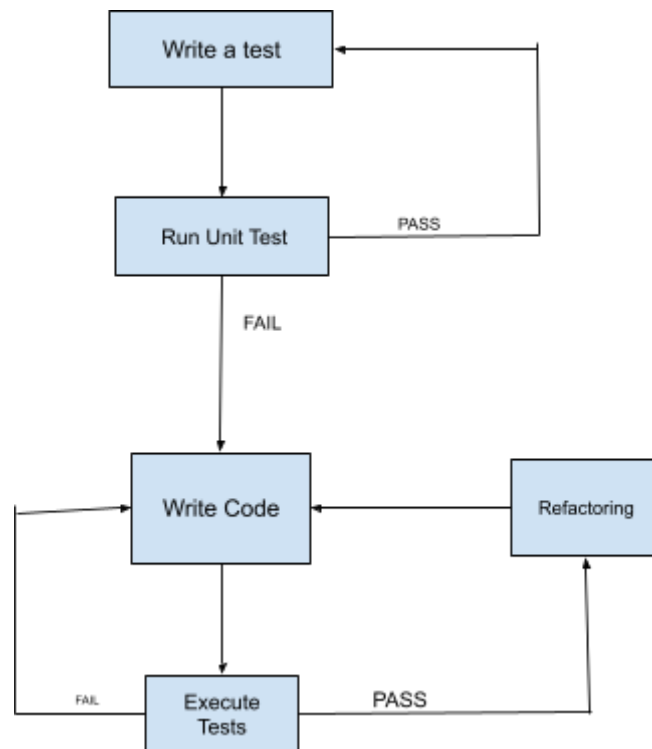 Write a test
Run Unit Test
PASS
FAIL
Write Code
Refactoring
FAIL
Execute
Tests
PASS